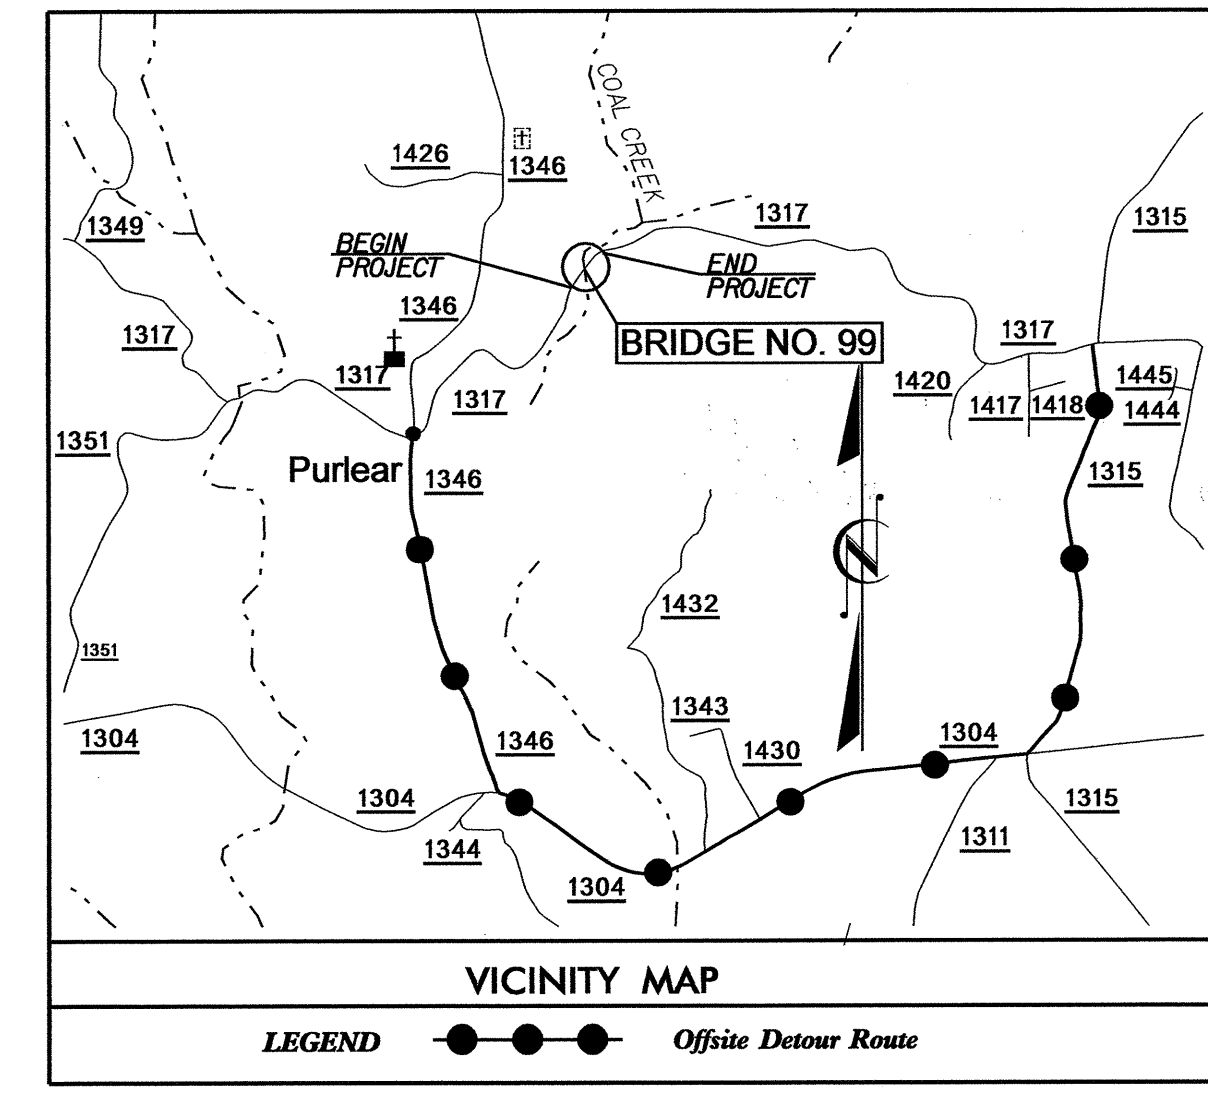 COAL CREEK
1426
1346
1349
1317
1315
BEGIN
PROJECT
END
PROJECT
1346
1317
BRIDGE NO. 99
1317
1317
1317
1420
1445
1417
1418
1444
1351
Purlear
1346
1315
1432
1351
1343
1304
1346
1430
1304
1304
1315
1344
1311
1304
N
VICINITY MAP
LEGEND
Offsite Detour Route